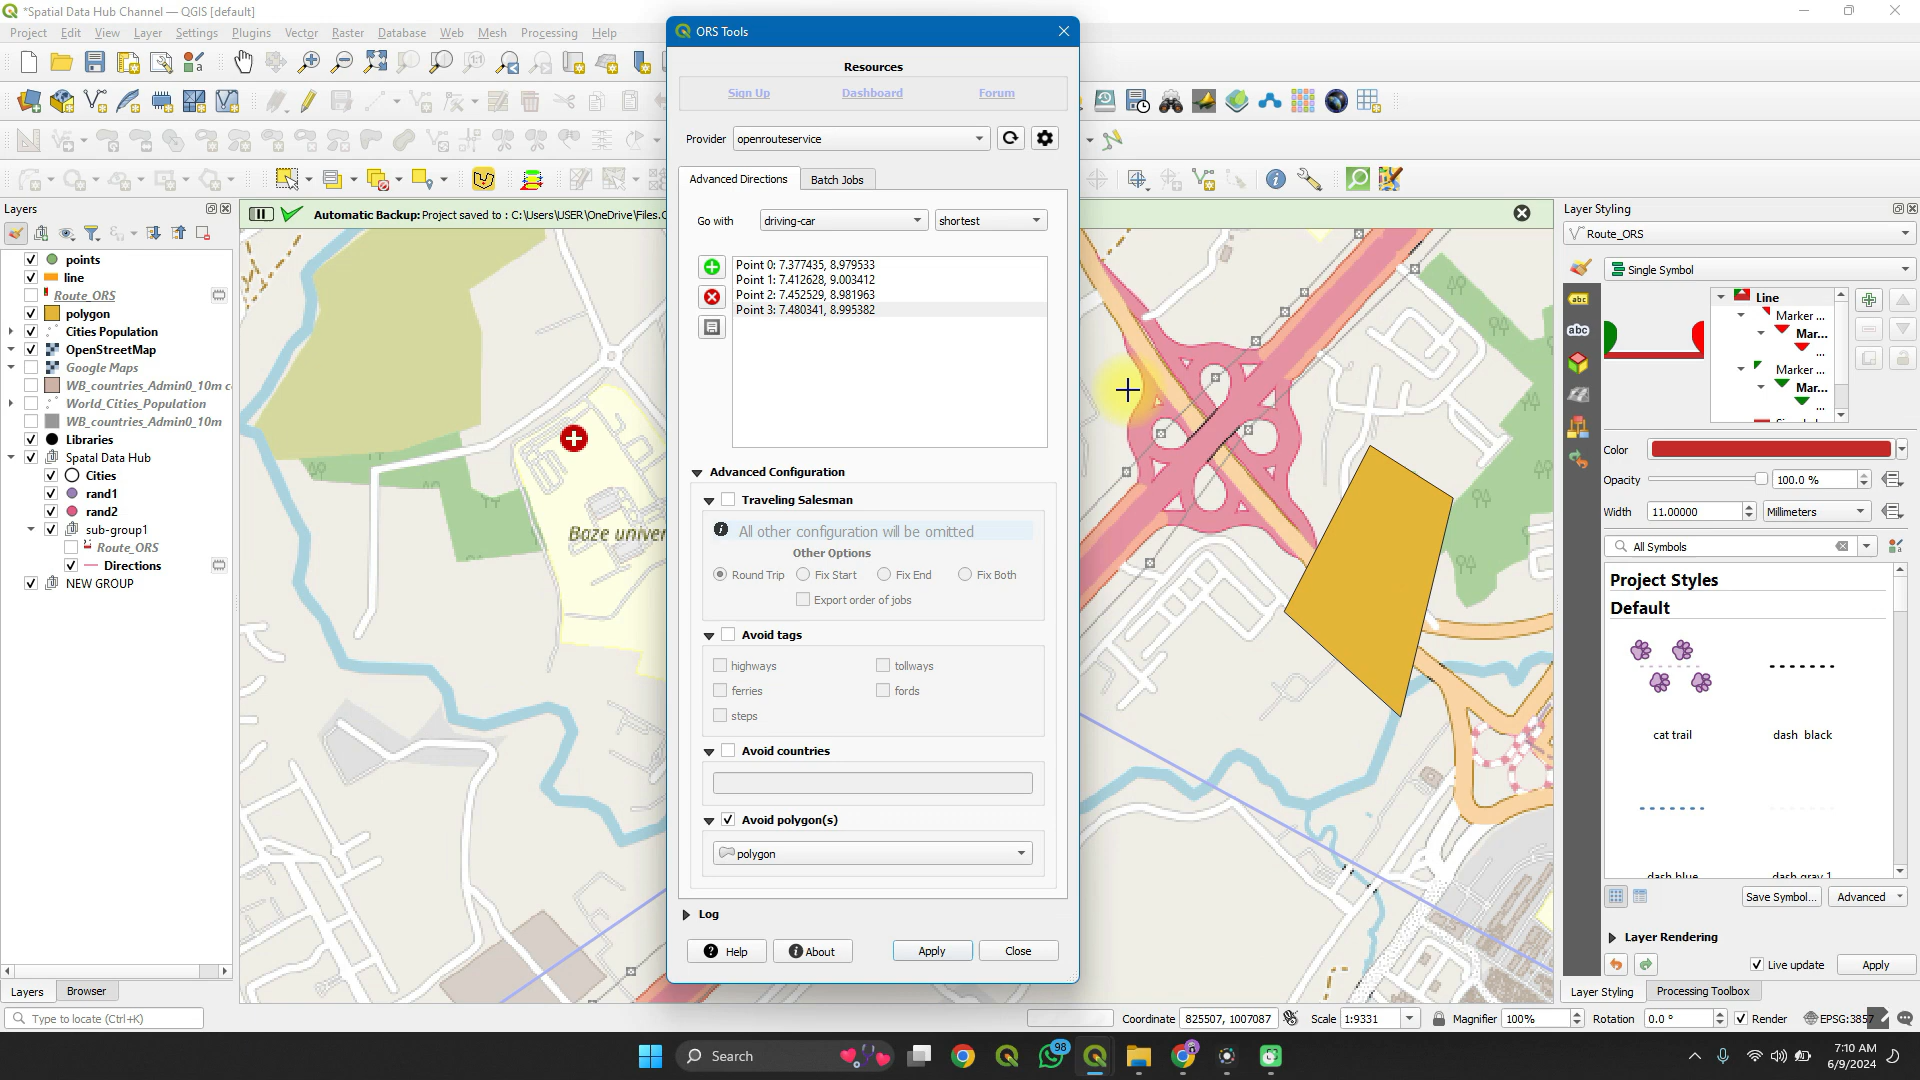 *Spatial Data Hub Channel — QGIS [default]
Project Edit View Layer Settings Plugins Vector Raster Database Web Mesh Processing Help
Layers
points
line
Route_ORS
polygon
Cities Population
OpenStreetMap
Google Maps
WB_countries_Admin0_10m c
World_Cities_Population
WB_countries_Admin0_10m
Libraries
Spatial Data Hub
Cities
rand1
rand2
sub-group1
Route_ORS
Directions
NEW GROUP
Layers Browser
Type to locate (Ctrl+K)
Automatic Backup: Project saved to : C:\Users\USER\OneDrive\Files.C
Baze univer
ORS Tools
Resources
Sign Up Dashboard Forum
Provider openrouteservice
Advanced Directions Batch Jobs
Go with driving-car shortest
Point 0: 7.377435, 8.979533
Point 1: 7.412628, 9.003412
Point 2: 7.452529, 8.981963
Point 3: 7.480341, 8.995382
Advanced Configuration
Traveling Salesman
All other configuration will be omitted
Other Options
Round Trip Fix Start Fix End Fix Both
Export order of jobs
Avoid tags
highways tollways
ferries fords
steps
Avoid countries
Avoid polygon(s)
polygon
Log
Help About Apply Close
Layer Styling
Route_ORS
Single Symbol
abc
abc
Line
Marker ...
Mar...
...
Marker ...
Mar...
...
Color
Opacity 100.0 %
Width 11.00000 Millimeters
All Symbols
Project Styles
Default
cat trail dash black
dash blue dash gray 1
Save Symbol... Advanced
Layer Rendering
Live update Apply
Layer Styling Processing Toolbox
Coordinate 825507, 1007087 Scale 1:9331 Magnifier 100% Rotation 0.0 ° Render EPSG:3857
Search
98
7:10 AM
6/9/2024